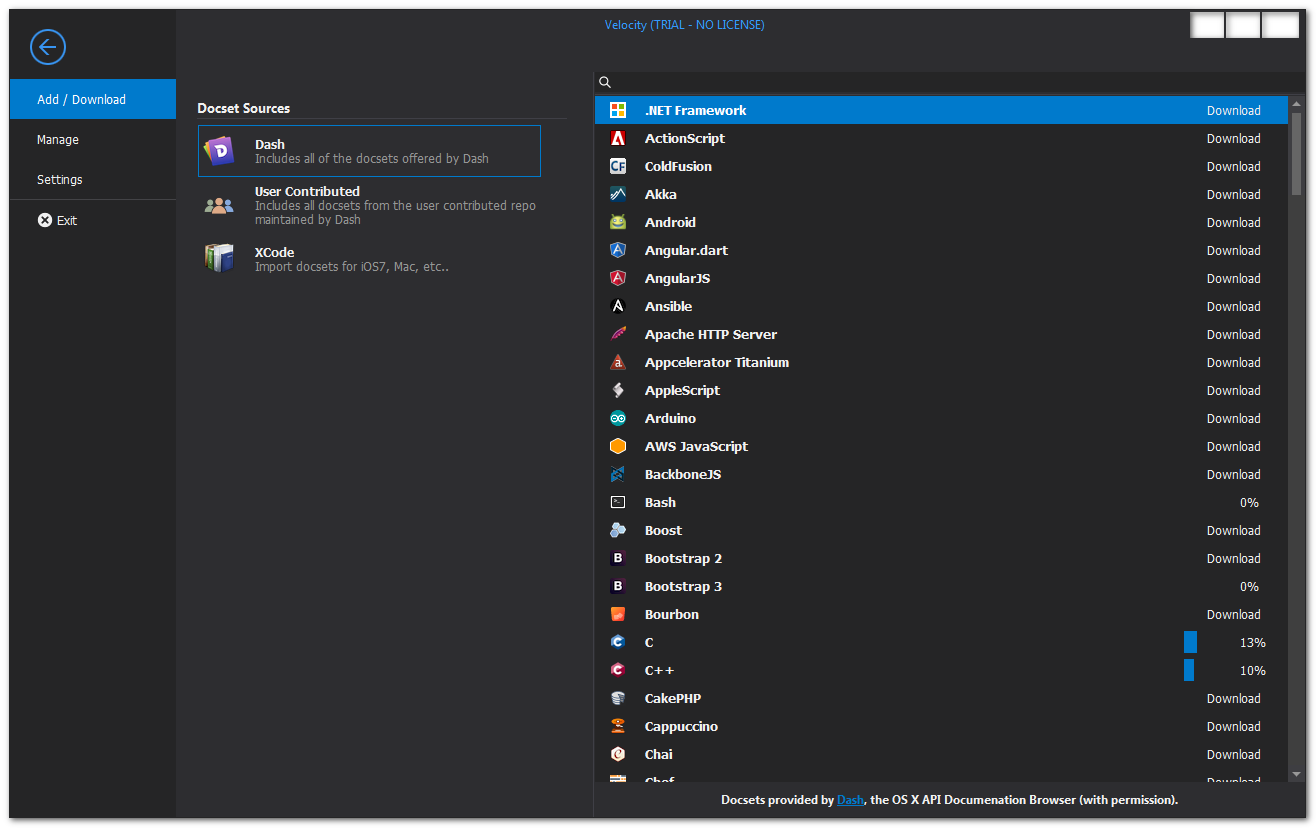 Velocity (TRIAL - NO LICENSE)
Add / Download
Manage
Settings
Exit
Docset Sources
Dash
Includes all of the docsets offered by Dash
User Contributed
Includes all docsets from the user contributed repo
maintained by Dash
XCode
Import docsets for iOS7, Mac, etc..
.NET Framework Download
ActionScript Download
ColdFusion Download
Akka Download
Android Download
Angular.dart Download
AngularJS Download
Ansible Download
Apache HTTP Server Download
Appcelerator Titanium Download
AppleScript Download
Arduino Download
AWS JavaScript Download
BackboneJS Download
Bash 0%
Boost Download
Bootstrap 2 Download
Bootstrap 3 0%
Bourbon Download
C 13%
C++ 10%
CakePHP Download
Cappuccino Download
Chai Download
Chef Download
Docsets provided by Dash, the OS X API Documenation Browser (with permission).